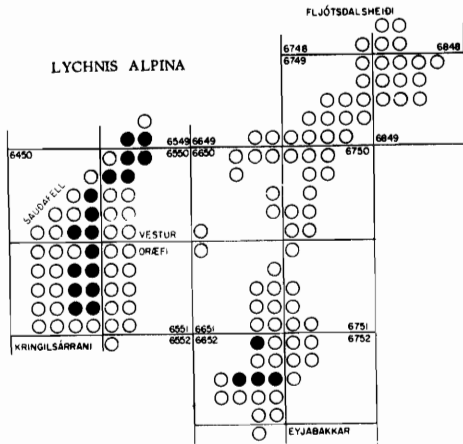 FLJÓTSDALSHEIÐI
6748 6848
6749
LYCHNIS ALPINA
6549 6649 6849
6450 6550 6650 6750
SAUÐAFELL
VESTUR
ÖRÆFI
6551 6651 6751
KRINGILSÁRRANI 6552 6652 6752
EYJABAKKAR